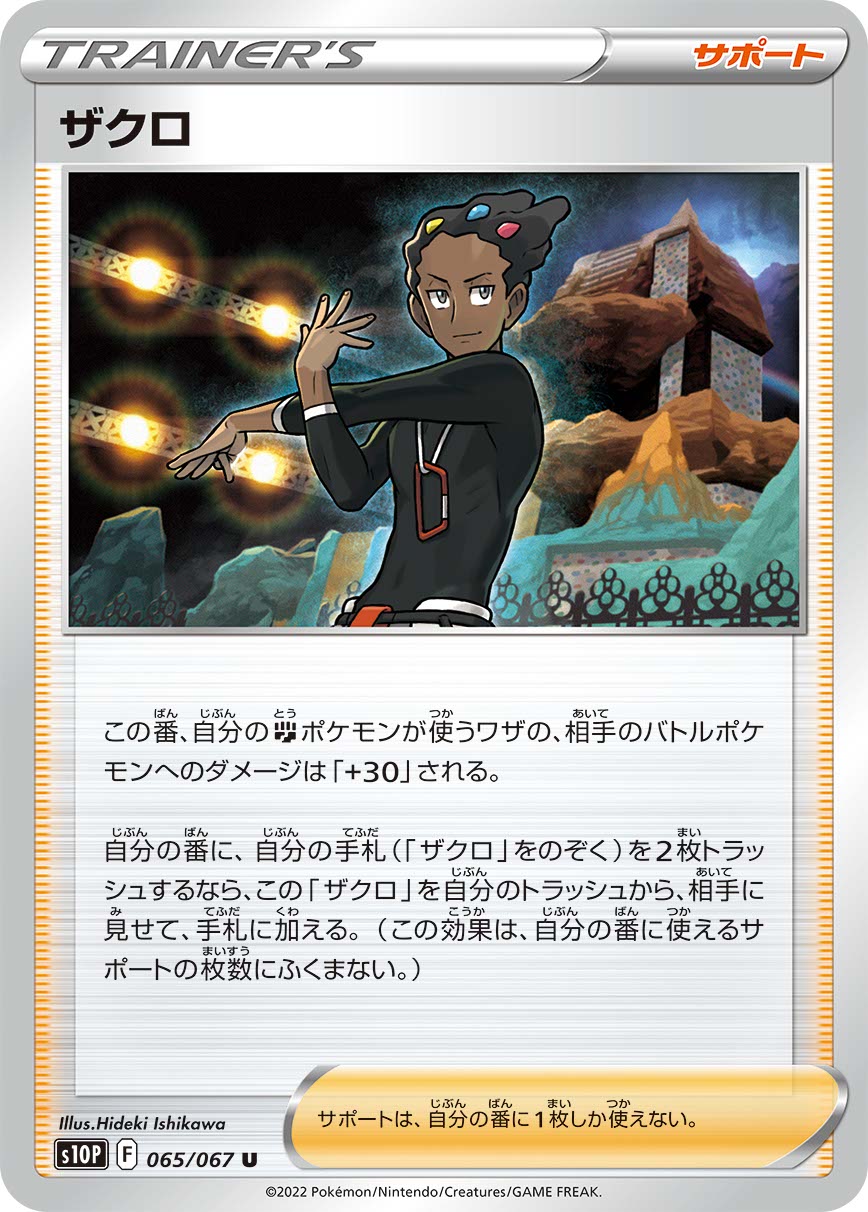 TRAINER'S サポート
ザクロ
この番、自分の闘ポケモンが使うワザの、相手のバトルポケ
モンへのダメージは「+30」される。
自分の番に、自分の手札（「ザクロ」をのぞく）を2枚トラッ
シュするなら、この「ザクロ」を自分のトラッシュから、相手に
見せて、手札に加える。（この効果は、自分の番に使えるサ
ポートの枚数にふくまない。）
サポートは、自分の番に1枚しか使えない。
Illus.Hideki Ishikawa
s10P F 065/067 U
©2022 Pokémon/Nintendo/Creatures/GAME FREAK.